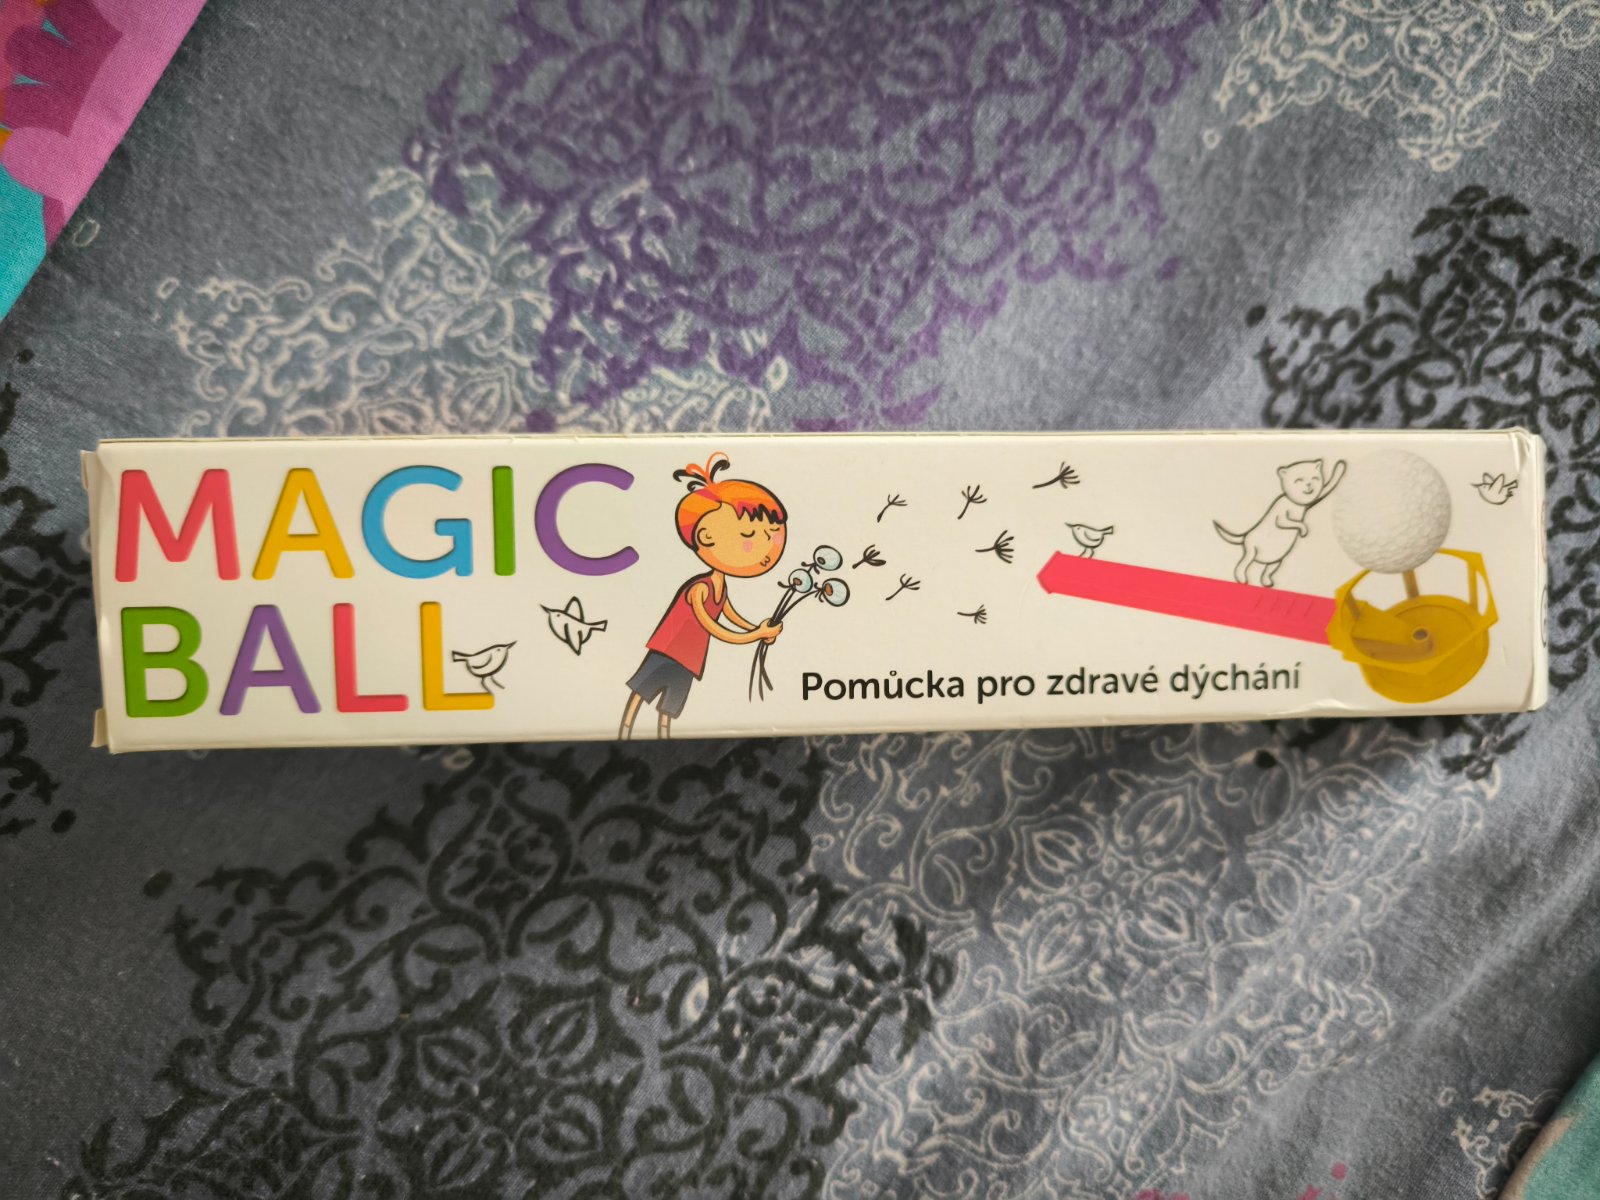 MAGIC
BALL
Pomůcka pro zdravé dýchání